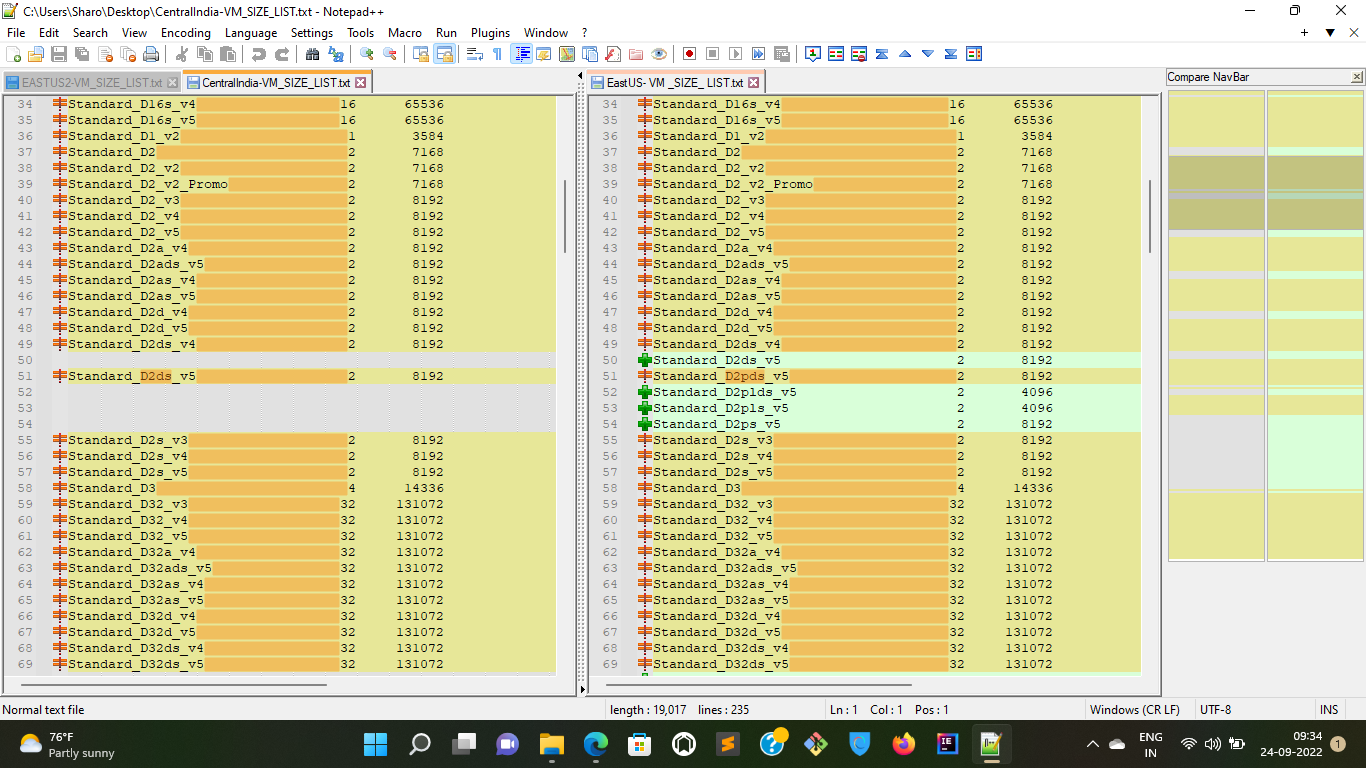 C:\Users\Sharo\Desktop\CentralIndia-VM_SIZE_LIST.txt - Notepad++
File Edit Search View Encoding Language Settings Tools Macro Run Plugins Window ?
EASTUS2-VM_SIZE_LIST.txt CentralIndia-VM_SIZE_LIST.txt EastUS- VM _SIZE_ LIST.txt Compare NavBar
34 Standard_D16s_v4 16 65536 34 Standard_D16s_v4 16 65536
35 Standard_D16s_v5 16 65536 35 Standard_D16s_v5 16 65536
36 Standard_D1_v2 1 3584 36 Standard_D1_v2 1 3584
37 Standard_D2 2 7168 37 Standard_D2 2 7168
38 Standard_D2_v2 2 7168 38 Standard_D2_v2 2 7168
39 Standard_D2_v2_Promo 2 7168 39 Standard_D2_v2_Promo 2 7168
40 Standard_D2_v3 2 8192 40 Standard_D2_v3 2 8192
41 Standard_D2_v4 2 8192 41 Standard_D2_v4 2 8192
42 Standard_D2_v5 2 8192 42 Standard_D2_v5 2 8192
43 Standard_D2a_v4 2 8192 43 Standard_D2a_v4 2 8192
44 Standard_D2ads_v5 2 8192 44 Standard_D2ads_v5 2 8192
45 Standard_D2as_v4 2 8192 45 Standard_D2as_v4 2 8192
46 Standard_D2as_v5 2 8192 46 Standard_D2as_v5 2 8192
47 Standard_D2d_v4 2 8192 47 Standard_D2d_v4 2 8192
48 Standard_D2d_v5 2 8192 48 Standard_D2d_v5 2 8192
49 Standard_D2ds_v4 2 8192 49 Standard_D2ds_v4 2 8192
50 50 Standard_D2ds_v5 2 8192
51 Standard_D2ds_v5 2 8192 51 Standard_D2pds_v5 2 8192
52 52 Standard_D2plds_v5 2 4096
53 53 Standard_D2pls_v5 2 4096
54 54 Standard_D2ps_v5 2 8192
55 Standard_D2s_v3 2 8192 55 Standard_D2s_v3 2 8192
56 Standard_D2s_v4 2 8192 56 Standard_D2s_v4 2 8192
57 Standard_D2s_v5 2 8192 57 Standard_D2s_v5 2 8192
58 Standard_D3 4 14336 58 Standard_D3 4 14336
59 Standard_D32_v3 32 131072 59 Standard_D32_v3 32 131072
60 Standard_D32_v4 32 131072 60 Standard_D32_v4 32 131072
61 Standard_D32_v5 32 131072 61 Standard_D32_v5 32 131072
62 Standard_D32a_v4 32 131072 62 Standard_D32a_v4 32 131072
63 Standard_D32ads_v5 32 131072 63 Standard_D32ads_v5 32 131072
64 Standard_D32as_v4 32 131072 64 Standard_D32as_v4 32 131072
65 Standard_D32as_v5 32 131072 65 Standard_D32as_v5 32 131072
66 Standard_D32d_v4 32 131072 66 Standard_D32d_v4 32 131072
67 Standard_D32d_v5 32 131072 67 Standard_D32d_v5 32 131072
68 Standard_D32ds_v4 32 131072 68 Standard_D32ds_v4 32 131072
69 Standard_D32ds_v5 32 131072 69 Standard_D32ds_v5 32 131072
Normal text file length : 19,017 lines : 235 Ln : 1 Col : 1 Pos : 1 Windows (CR LF) UTF-8 INS
76°F
Partly sunny
ENG
IN
09:34
24-09-2022
1